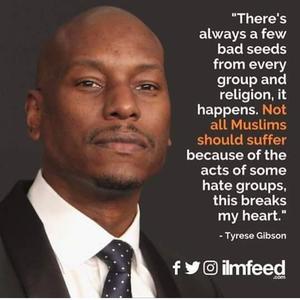 "There's
always a few
bad seeds
from every
group and
religion, it
happens. Not
all Muslims
should suffer
because of the
acts of some
hate groups,
this breaks
my heart."
- Tyrese Gibson
f ilmfeed
.com